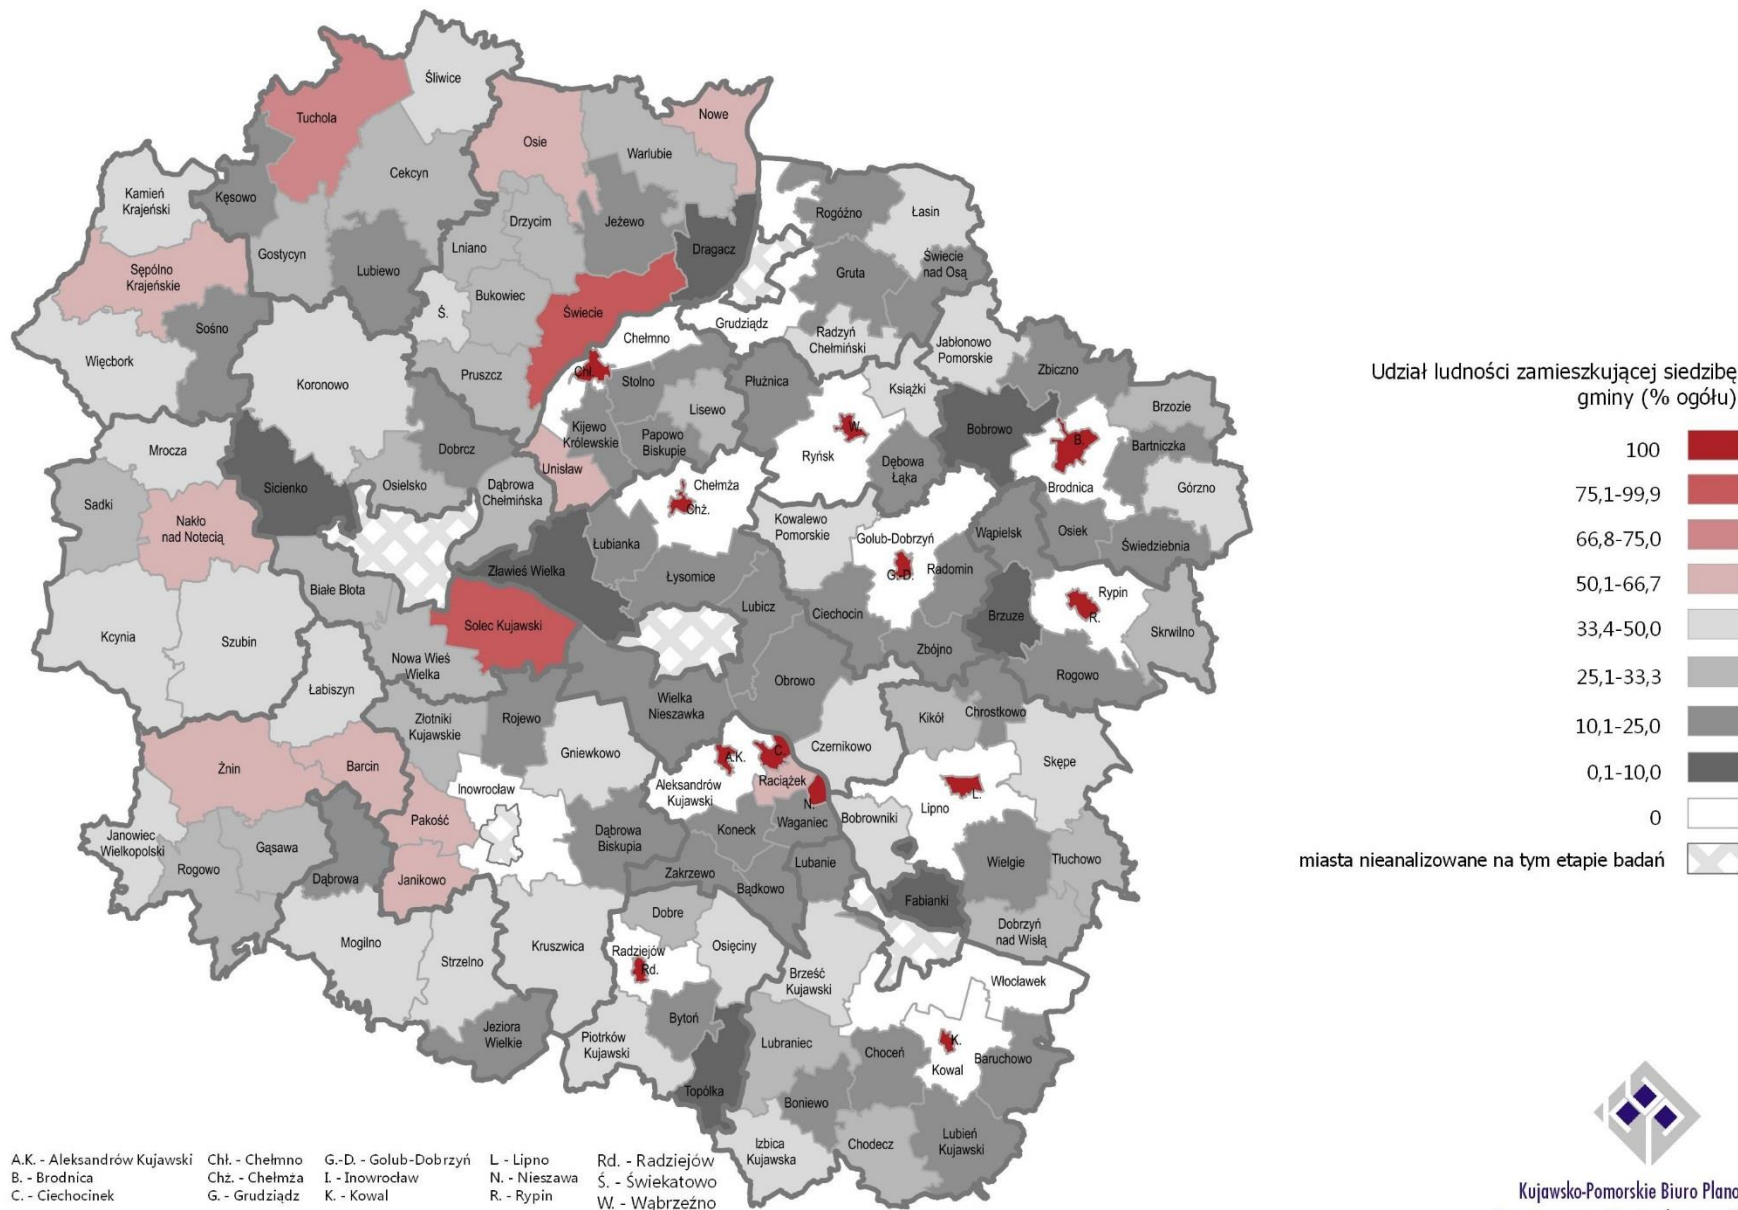 Śliwice
Tuchola
Nowe
Osie
Warlubie
Cekcyn
Kamień
Krajeński
Kęsowo
Rogóźno
Łasin
Drzycim
Jeżewo
Lniano
Dragacz
Gostycyn
Świecie
nad Osą
Sępólno
Krajeńskie
Lubiewo
Gruta
Bukowiec
Ś.
Świecie
Sośno
Grudziądz
Chełmno
Radzyń
Chełmiński
Jabłonowo
Pomorskie
Więcbork
Zbiczno
Koronowo
Pruszcz
Chł.
Stolno
Płużnica
Książki
Lisewo
Brzozie
W.
Bobrowo
B.
Mrocza
Dobrcz
Kijewo
Królewskie
Papowo
Biskupie
Ryńsk
Bartniczka
Unisław
Dębowa
Łąka
Sicienko
Osielsko
Dąbrowa
Chełmińska
Chełmża
Brodnica
Górzno
Sadki
Chż.
Nakło
nad Notecią
Kowalewo
Pomorskie
Golub-Dobrzyń
Wąpielsk
Osiek
Świedziebnia
Łubianka
Zławieś Wielka
Łysomice
G.-D.
Radomin
Białe Błota
Rypin
Lubicz
Ciechocin
Brzuze
R.
Kcynia
Szubin
Solec Kujawski
Skrwilno
Nowa Wieś
Wielka
Zbójno
Rogowo
Łabiszyn
Obrowo
Wielka
Nieszawka
Złotniki
Kujawskie
Rojewo
Kikół
Chrostkowo
Gniewkowo
Czernikowo
A.K.
C.
Skępe
Żnin
Barcin
Aleksandrów
Kujawski
Raciążek
Inowrocław
L.
N.
Lipno
Bobrowniki
Pakość
Waganiec
Koneck
Janowiec
Wielkopolski
Dąbrowa
Biskupia
Gąsawa
Rogowo
Lubanie
Wielgie
Tłuchowo
Dąbrowa
Janikowo
Zakrzewo
Bądkowo
Fabianki
Dobre
Dobrzyń
nad Wisłą
Mogilno
Kruszwica
Radziejów
Osięciny
Strzelno
Rd.
Brześć
Kujawski
Włocławek
Bytoń
Jeziora
Wielkie
Piotrków
Kujawski
Lubraniec
K.
Choceń
Baruchowo
Kowal
Topólka
Boniewo
Izbica
Kujawska
Chodecz
Lubień
Kujawski
Udział ludności zamieszkującej siedzibę
gminy (% ogółu)
100
75,1-99,9
66,8-75,0
50,1-66,7
33,4-50,0
25,1-33,3
10,1-25,0
0,1-10,0
0
miasta nieanalizowane na tym etapie badań
A.K. - Aleksandrów Kujawski Chł. - Chełmno G.-D. - Golub-Dobrzyń L. - Lipno Rd. - Radziejów
B. - Brodnica Chż. - Chełmża I. - Inowrocław N. - Nieszawa Ś. - Świekatowo
C. - Ciechocinek G. - Grudziądz K. - Kowal R. - Rypin W. - Wąbrzeźno
Kujawsko-Pomorskie Biuro Plano